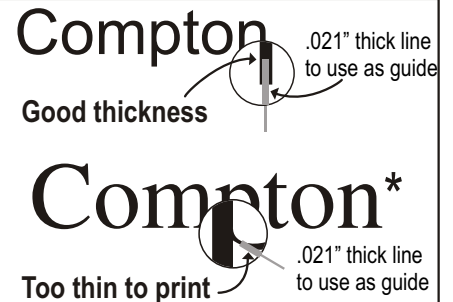 Compton
.021” thick line
to use as guide
Good thickness
Compton*
.021” thick line
to use as guide
Too thin to print